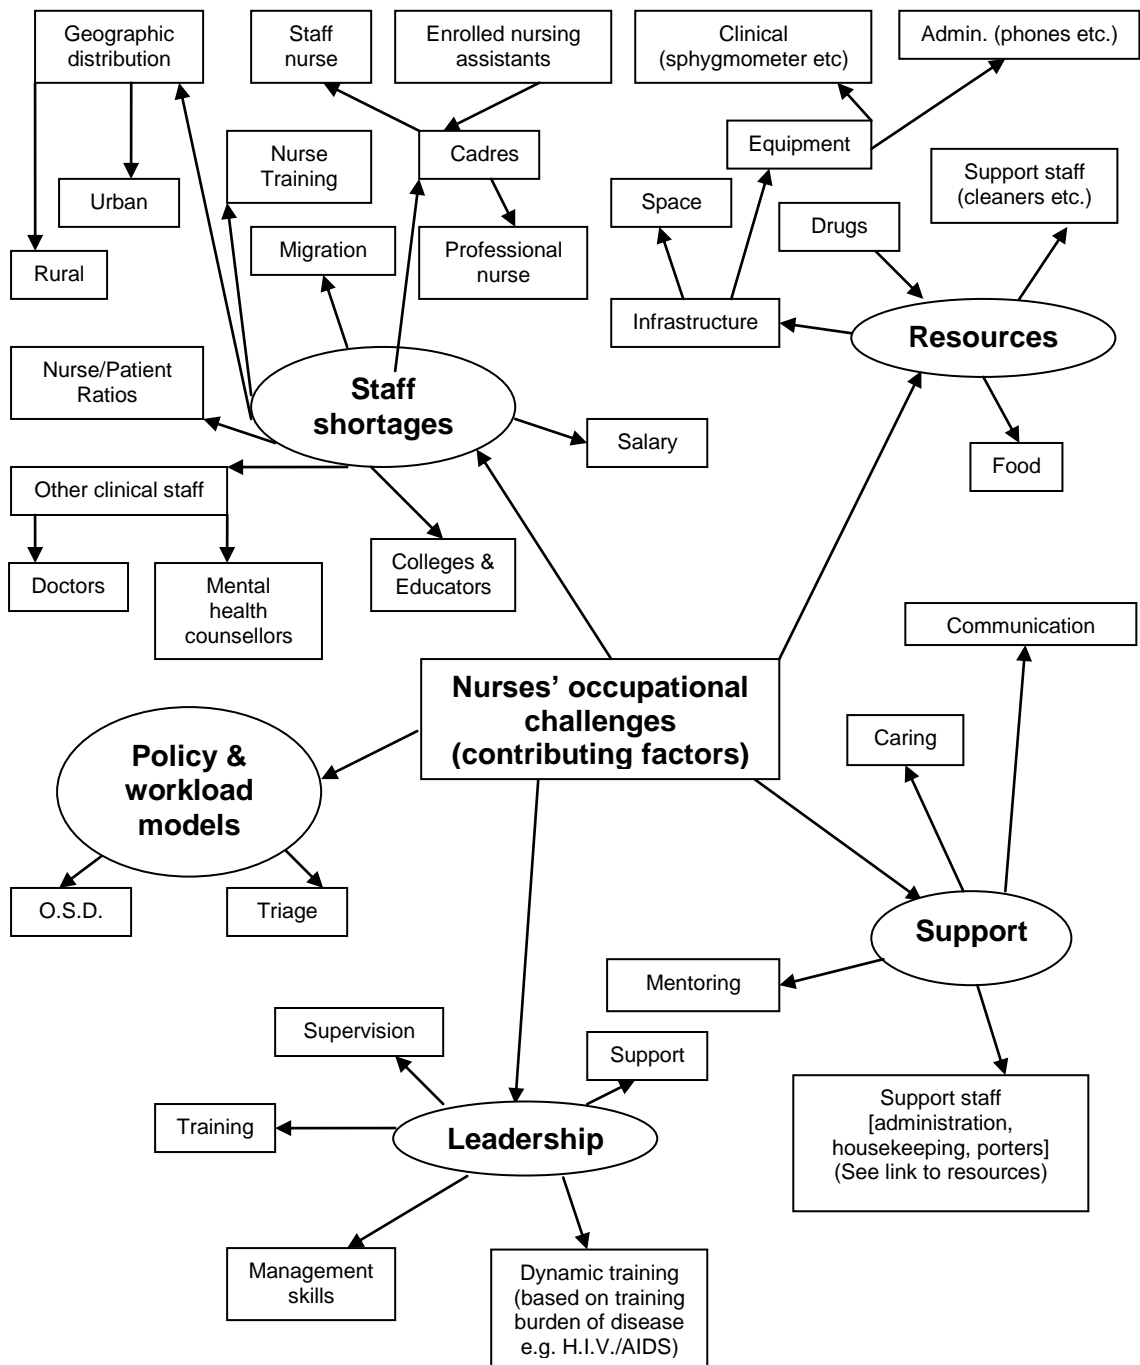 Geographic
distribution
Staff
nurse
Enrolled nursing
assistants
Clinical
(sphygmometer etc)
Admin. (phones etc.)
Nurse
Training
Cadres
Equipment
Support staff
(cleaners etc.)
Urban
Space
Drugs
Rural
Migration
Professional
nurse
Infrastructure
Resources
Nurse/Patient
Ratios
Staff
shortages
Salary
Food
Other clinical staff
Doctors
Mental
health
counsellors
Colleges &
Educators
Communication
Nurses’ occupational
challenges
(contributing factors)
Policy &
workload
models
Caring
O.S.D.
Triage
Support
Mentoring
Supervision
Support
Training
Leadership
Support staff
[administration,
housekeeping, porters]
(See link to resources)
Management
skills
Dynamic training
(based on training
burden of disease
e.g. H.I.V./AIDS)